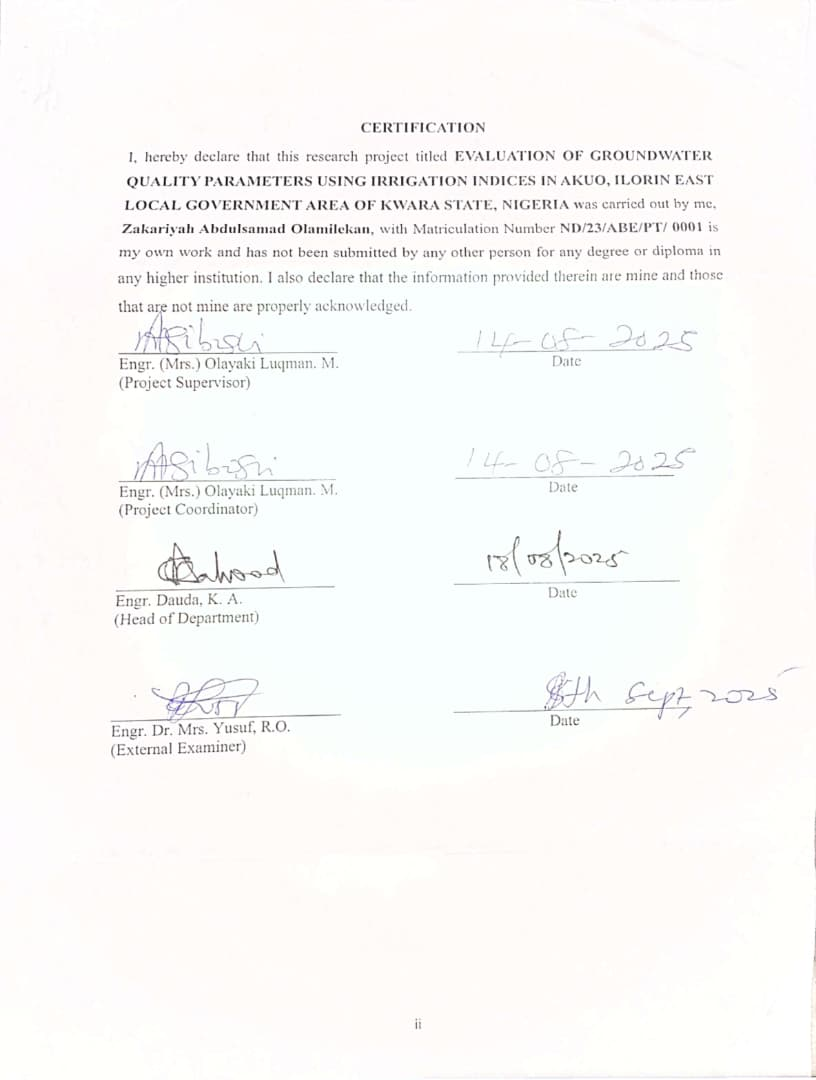 CERTIFICATION
I, hereby declare that this research project titled EVALUATION OF GROUNDWATER
QUALITY PARAMETERS USING IRRIGATION INDICES IN AKUO, ILORIN EAST
LOCAL GOVERNMENT AREA OF KWARA STATE, NIGERIA was carried out by me,
Zakariyah Abdulsamad Olamilekan, with Matriculation Number ND/23/ABE/PT/ 0001 is
my own work and has not been submitted by any other person for any degree or diploma in
any higher institution. I also declare that the information provided therein are mine and those
that are not mine are properly acknowledged.
14-08-2025
Engr. (Mrs.) Olayaki Luqman. M. Date
(Project Supervisor)
14-08-2025
Engr. (Mrs.) Olayaki Luqman. M. Date
(Project Coordinator)
18/08/2025
Engr. Dauda, K. A. Date
(Head of Department)
Sept, 2025
Engr. Dr. Mrs. Yusuf, R.O. Date
(External Examiner)
ii